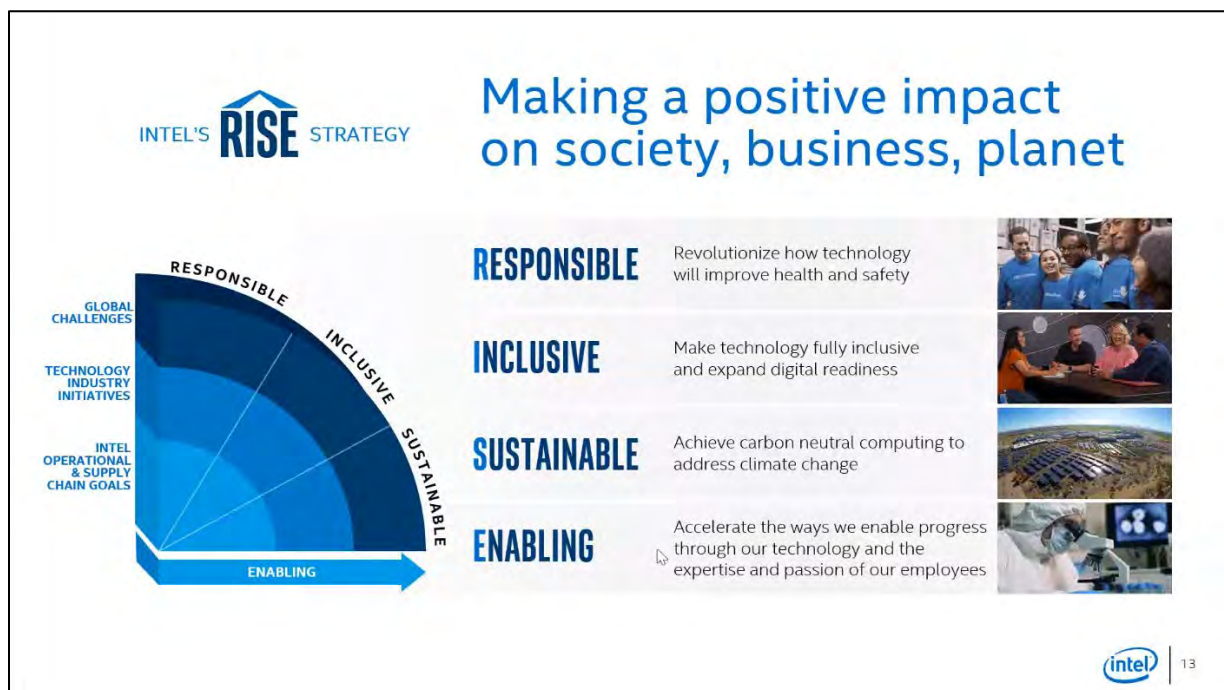 INTEL'S RISE STRATEGY
Making a positive impact
on society, business, planet
RESPONSIBLE
INCLUSIVE
SUSTAINABLE
GLOBAL
CHALLENGES
TECHNOLOGY
INDUSTRY
INITIATIVES
INTEL
OPERATIONAL
& SUPPLY
CHAIN GOALS
ENABLING
RESPONSIBLE
Revolutionize how technology
will improve health and safety
INCLUSIVE
Make technology fully inclusive
and expand digital readiness
SUSTAINABLE
Achieve carbon neutral computing to
address climate change
ENABLING
Accelerate the ways we enable progress
through our technology and the
expertise and passion of our employees
intel
13